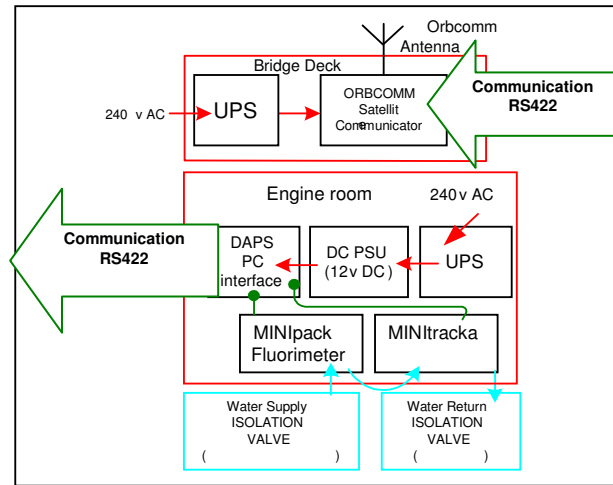 Orbcomm
Antenna
Bridge Deck
UPS
ORBCOMM
Satellit
Communicator
240 v AC
Communication
RS422
Engine room
240v AC
Communication
RS422
DAPS
PC
interface
DC PSU
(12v DC )
UPS
MINIpack
Fluorimeter
MINItracka
Water Supply
ISOLATION
VALVE
( )
Water Return
ISOLATION
VALVE
( )